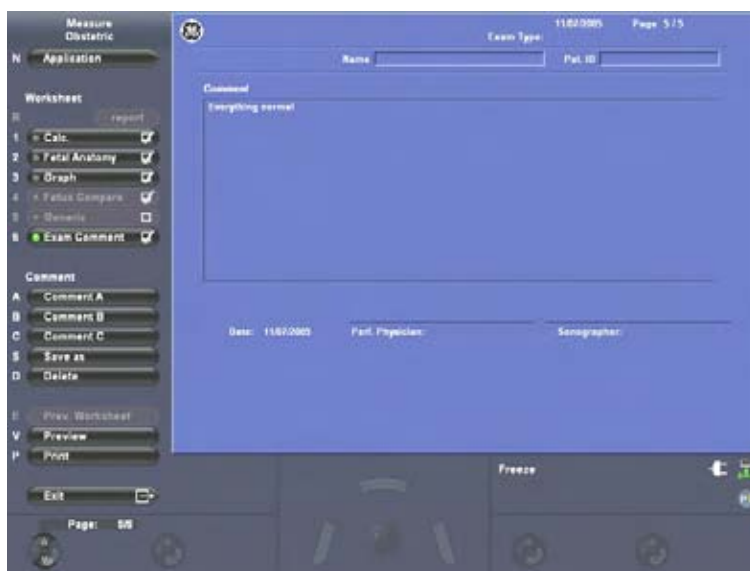 Measure
Obstetric
N Application
Worksheet
R report
1 Calc.
2 Fetal Anatomy
3 Graph
4 Fetus Compare
5 Generic
6 Exam Comment
Comment
A Comment A
B Comment B
C Comment C
S Save as
D Delete
E Prev. Worksheet
V Preview
P Print
Exit
Page: 5/5
11/07/2005 Page 5/5
Exam Type:
Name Pat. ID
Comment
Everything normal
Date: 11/07/2005 Perf. Physician: Sonographer:
Freeze